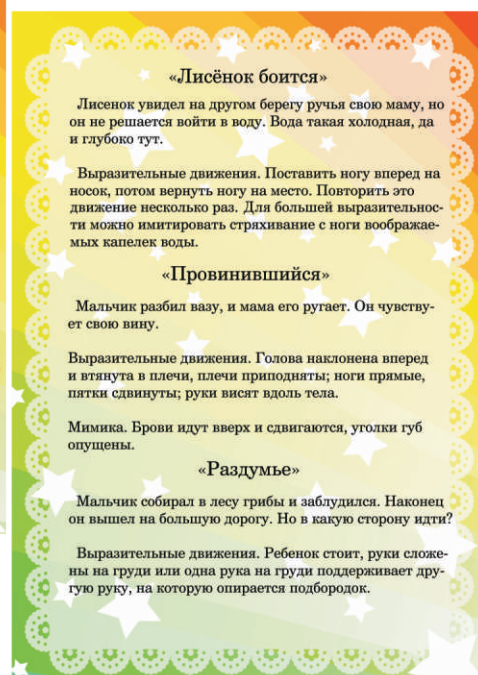 «Лисёнок боится»
Лисенок увидел на другом берегу ручья свою маму, но
он не решается войти в воду. Вода такая холодная, да
и глубоко тут.
Выразительные движения. Поставить ногу вперед на
носок, потом вернуть ногу на место. Повторить это
движение несколько раз. Для большей выразительнос-
ти можно имитировать стряхивание с ноги воображае-
мых капелек воды.
«Провинившийся»
Мальчик разбил вазу, и мама его ругает. Он чувству-
ет свою вину.
Выразительные движения. Голова наклонена вперед
и втянута в плечи, плечи приподняты; ноги прямые,
пятки сдвинуты; руки висят вдоль тела.
Мимика. Брови идут вверх и сдвигаются, уголки губ
опущены.
«Раздумье»
Мальчик собирал в лесу грибы и заблудился. Наконец
он вышел на большую дорогу. Но в какую сторону идти?
Выразительные движения. Ребенок стоит, руки сложе-
ны на груди или одна рука на груди поддерживает дру-
гую руку, на которую опирается подбородок.